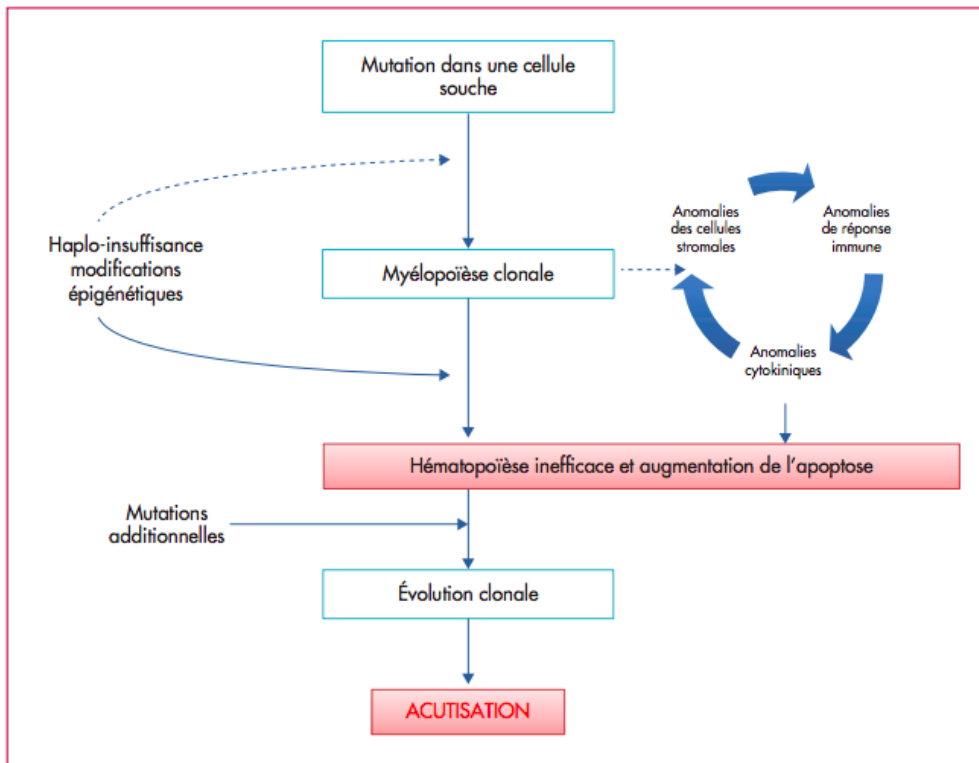 Mutation dans une cellule
souche
Haplo-insuffisance
modifications
épigénétiques
Myélopoïèse clonale
Anomalies
des cellules
stromales
Anomalies
de réponse
immune
Anomalies
cytokiniques
Hématopoïèse inefficace et augmentation de l'apoptose
Mutations
additionnelles
Évolution clonale
ACUTISATION